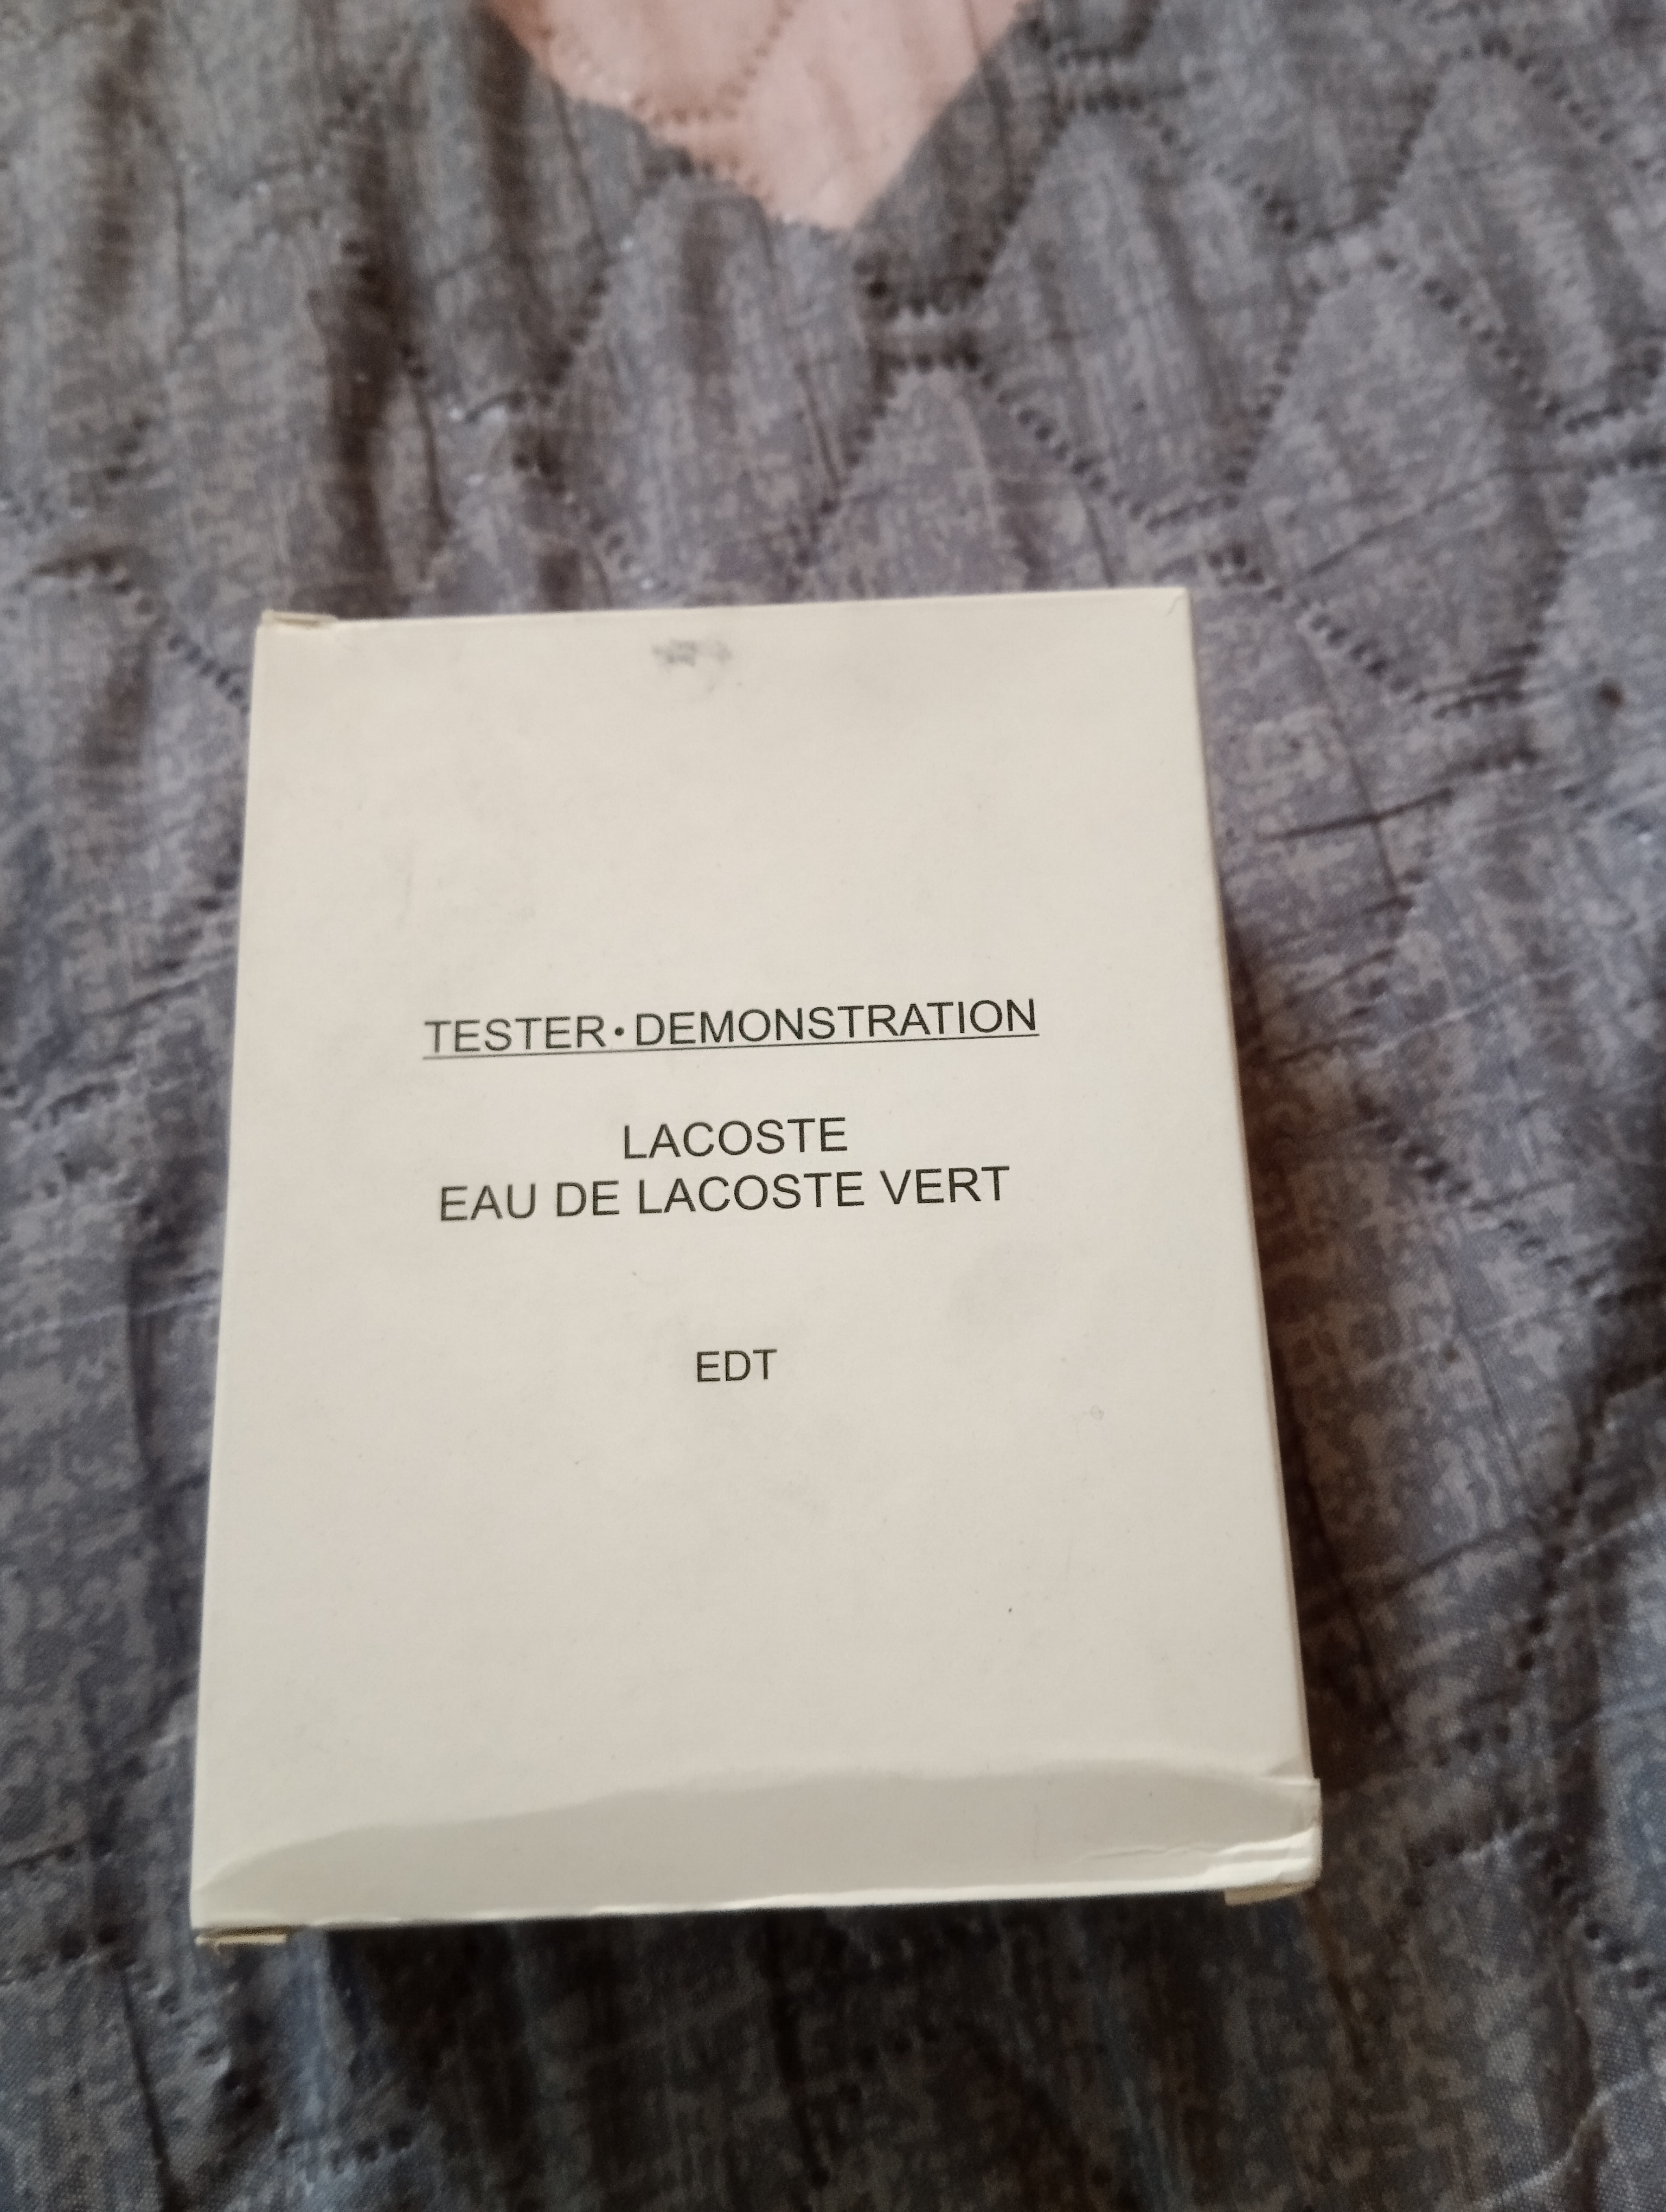 TESTER•DEMONSTRATION
LACOSTE
EAU DE LACOSTE VERT
EDT